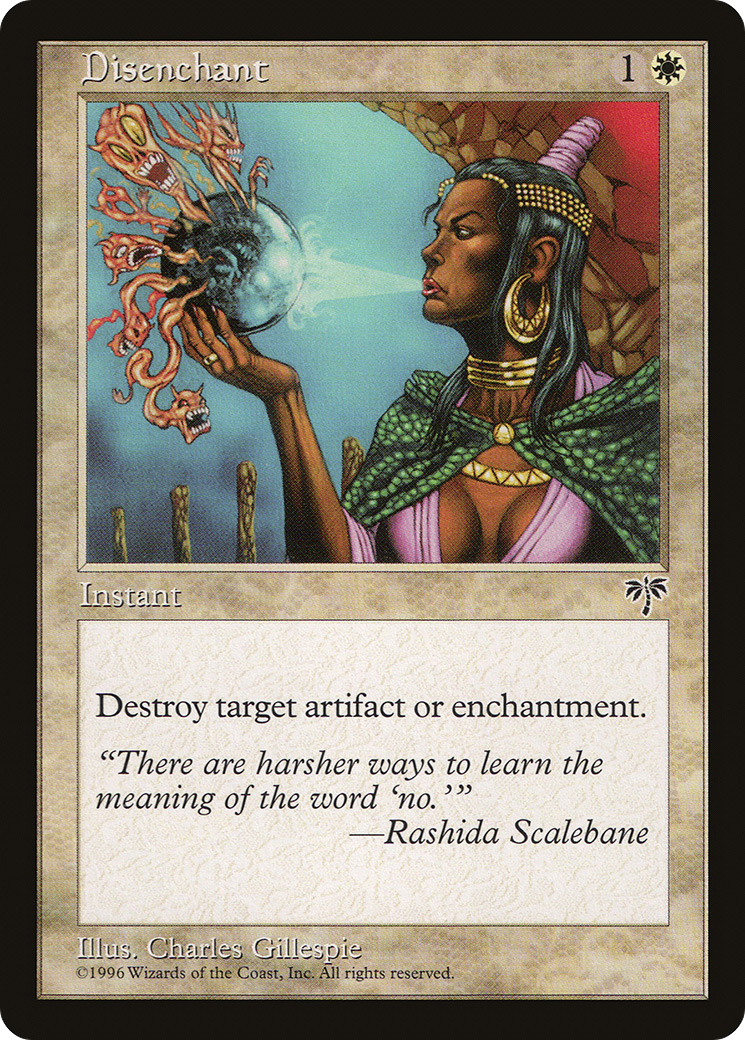 Disenchant 1
Instant
Destroy target artifact or enchantment.
“There are harsher ways to learn the
meaning of the word ‘no.’”
—Rashida Scalebane
Illus. Charles Gillespie
©1996 Wizards of the Coast, Inc. All rights reserved.